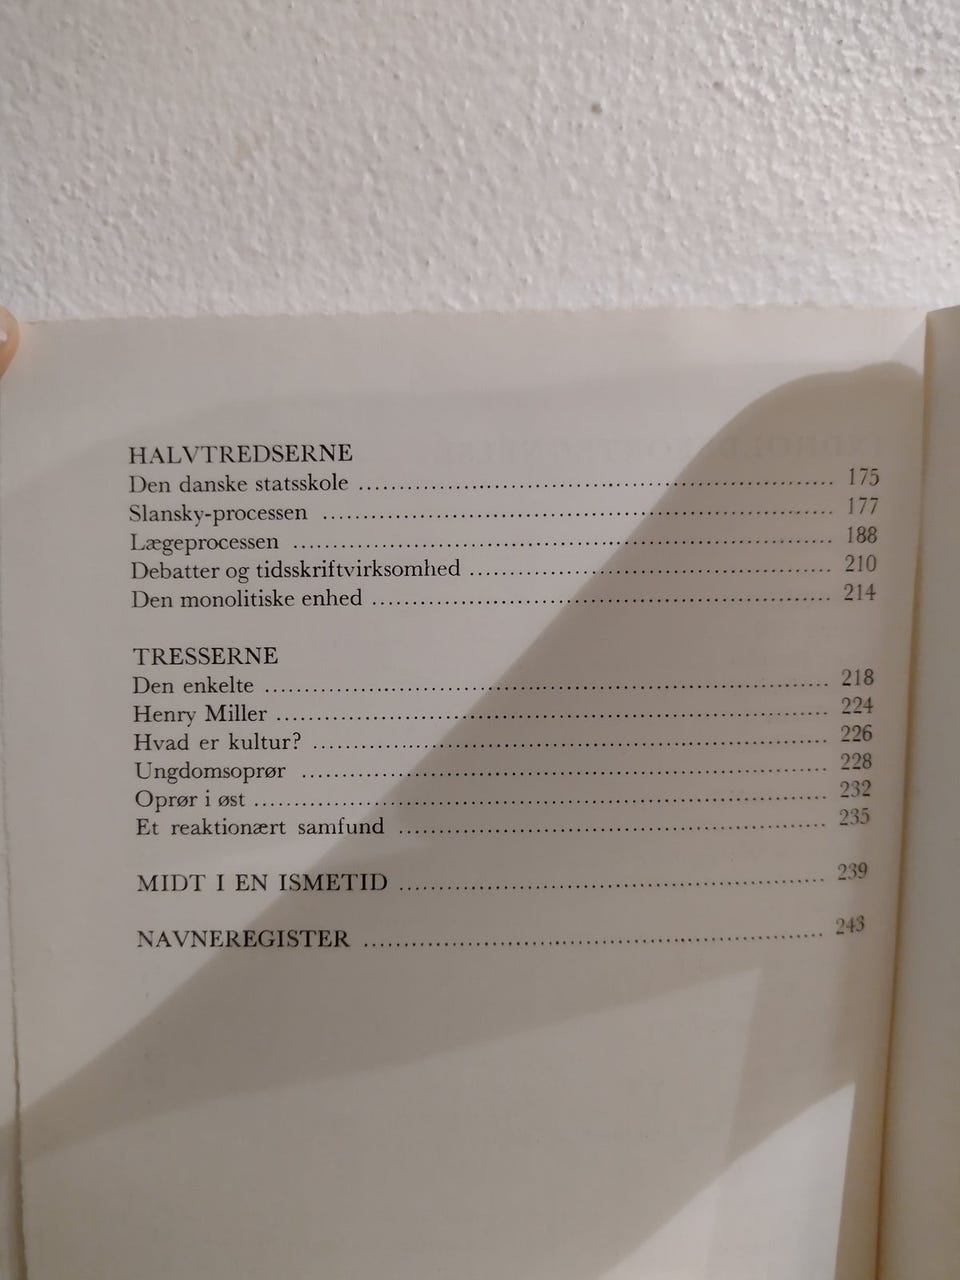 HALVTREDSERNE
Den danske statsskole ........................................................ 175
Slansky-processen ............................................................ 177
Lægeprocessen ................................................................ 188
Debatter og tidsskriftvirksomhed ............................................. 210
Den monolitiske enhed ........................................................ 214
TRESSERNE
Den enkelte .................................................................. 218
Henry Miller ................................................................. 224
Hvad er kultur? .............................................................. 226
Ungdomsoprør ................................................................. 228
Oprør i øst .................................................................. 232
Et reaktionært samfund ....................................................... 235
MIDT I EN ISMETID ............................................................ 239
NAVNEREGISTER ................................................................ 243